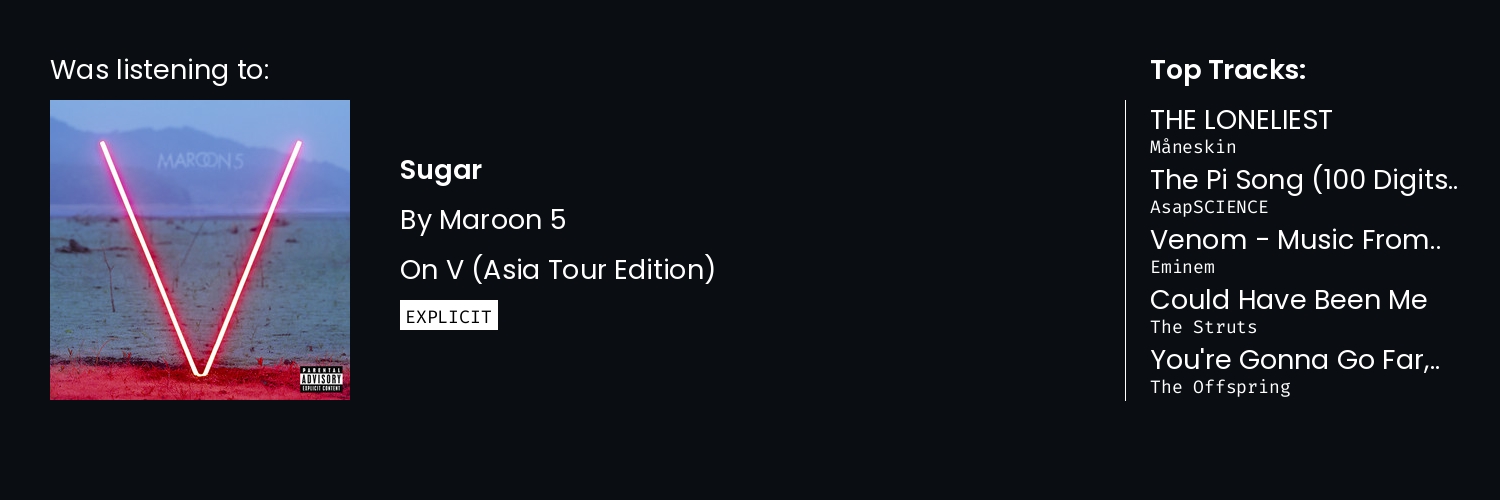 Was listening to:
MAROON 5
PARENTAL
ADVISORY
EXPLICIT CONTENT
Sugar
By Maroon 5
On V (Asia Tour Edition)
EXPLICIT
Top Tracks:
THE LONELIEST
Måneskin
The Pi Song (100 Digits..
AsapSCIENCE
Venom - Music From..
Eminem
Could Have Been Me
The Struts
You're Gonna Go Far,..
The Offspring